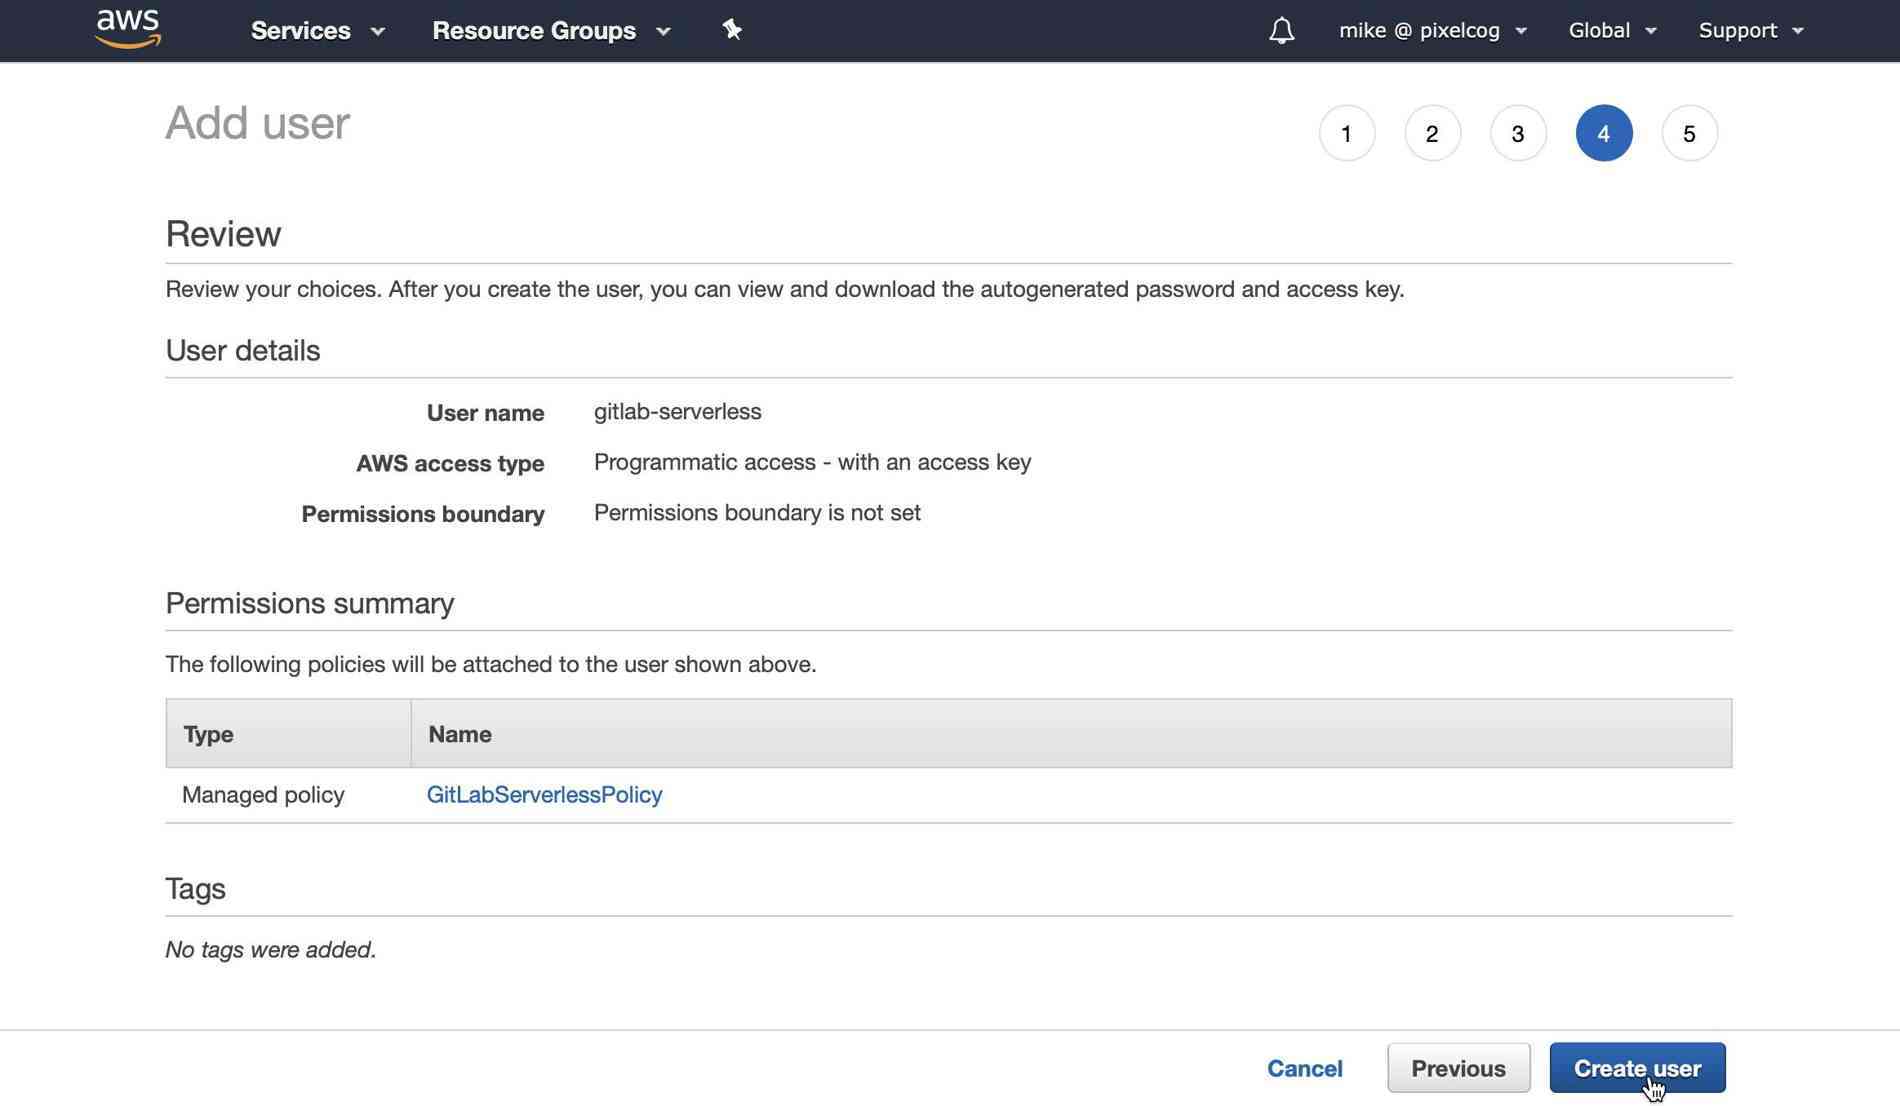 aws Services Resource Groups mike @ pixelcog Global Support
Add user 1 2 3 4 5
Review
Review your choices. After you create the user, you can view and download the autogenerated password and access key.
User details
User name gitlab-serverless
AWS access type Programmatic access - with an access key
Permissions boundary Permissions boundary is not set
Permissions summary
The following policies will be attached to the user shown above.
Type Name
Managed policy GitLabServerlessPolicy
Tags
No tags were added.
Cancel Previous Create user